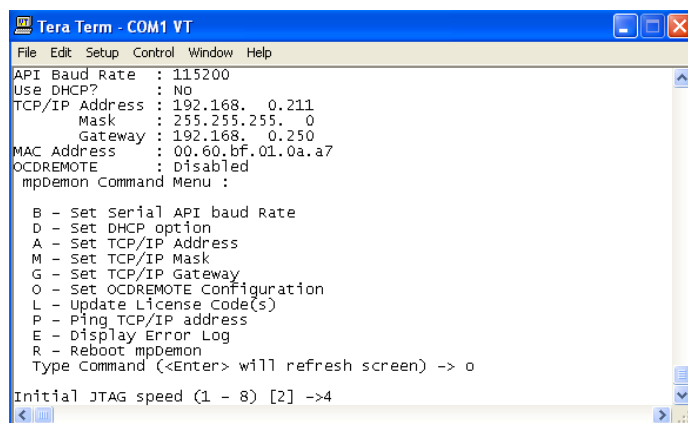 Tera Term - COM1 VT
File Edit Setup Control Window Help
API Baud Rate : 115200
Use DHCP? : No
TCP/IP Address : 192.168. 0.211
Mask : 255.255.255. 0
Gateway : 192.168. 0.250
MAC Address : 00.60.bf.01.0a.a7
OCDREMOTE : Disabled
mpDemon Command Menu :
B - Set Serial API baud Rate
D - Set DHCP option
A - Set TCP/IP Address
M - Set TCP/IP Mask
G - Set TCP/IP Gateway
O - Set OCDREMOTE Configuration
L - Update License Code(s)
P - Ping TCP/IP address
E - Display Error Log
R - Reboot mpDemon
Type Command (<Enter> will refresh screen) -> o
Initial JTAG speed (1 - 8) [2] ->4